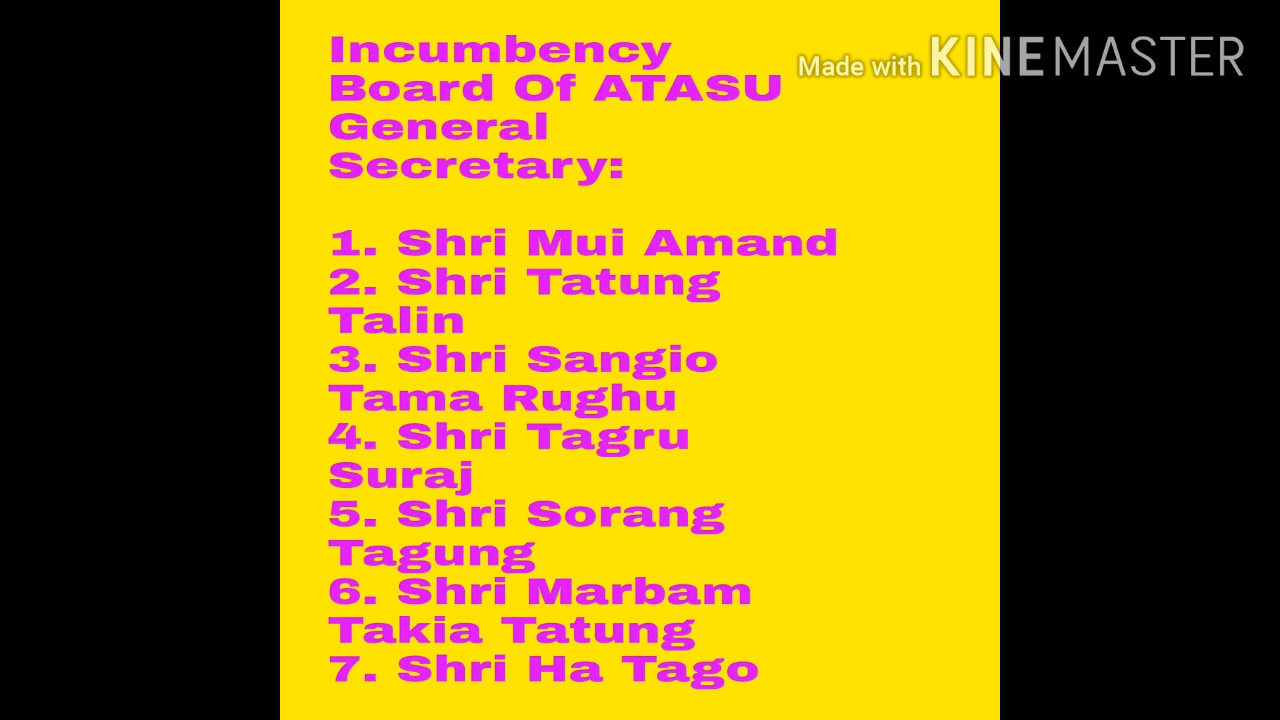 Incumbency
Board Of ATASU
General
Secretary:
1. Shri Mui Amand
2. Shri Tatung
Talin
3. Shri Sangio
Tama Rughu
4. Shri Tagru
Suraj
5. Shri Sorang
Tagung
6. Shri Marbam
Takia Tatung
7. Shri Ha Tago
Made with KINEMASTER